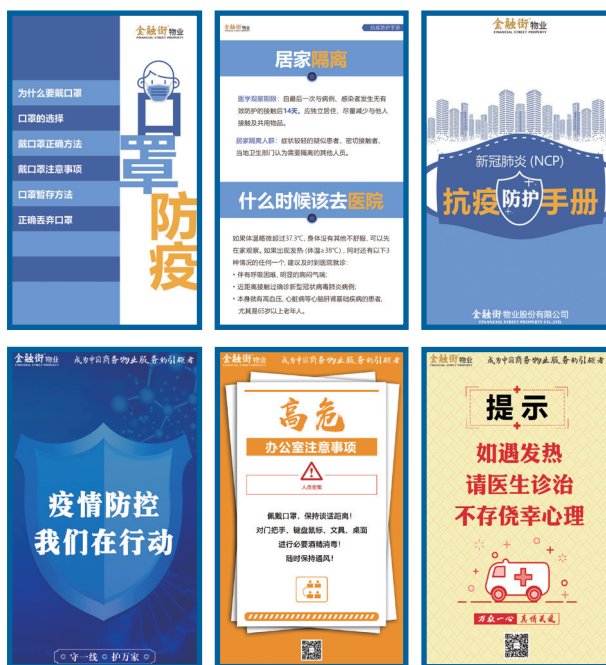 金融街物业
FINANCIAL STREET PROPERTY
为什么要戴口罩
口罩的选择
戴口罩正确方法
戴口罩注意事项
口罩暂存方法
正确丢弃口罩
口罩防疫
金融街物业
FINANCIAL STREET PROPERTY
抗疫防护手册
居家隔离
医学观察期限：自最后一次与病例、感染者发生无有
效防护的接触后14天。应独立居住，尽量减少与他人
接触及共用物品。
居家隔离人群：症状较轻的疑似患者、密切接触者、
当地卫生部门认为需要隔离的其他人员。
什么时候该去医院
如果体温略微超过37.3℃，身体没有其他不舒服，可以先
在家观察。如果出现发热（体温≥38℃），同时还有以下3
种情况的任何一个，建议及时到医院就诊：
·伴有呼吸困难，明显的胸闷气喘；
·近距离接触过确诊新型冠状病毒肺炎病例；
·本身就有高血压、心脏病等心脑肝肾基础疾病的患者，
尤其是65岁以上老年人。
金融街物业
FINANCIAL STREET PROPERTY
新冠肺炎 (NCP)
抗疫防护手册
金融街物业股份有限公司
FINANCIAL STREET PROPERTY CO.,LTD.
金融街物业
FINANCIAL STREET PROPERTY
成为中国商务物业服务的引领者
疫情防控
我们在行动
守一线 护万家
金融街物业
FINANCIAL STREET PROPERTY
成为中国商务物业服务的引领者
高危
办公室注意事项
人员密集
佩戴口罩，保持谈话距离！
对门把手、键盘鼠标、文具、桌面
进行必要酒精消毒！
随时保持通风！
金融街物业
FINANCIAL STREET PROPERTY
成为中国商务物业服务的引领者
提示
如遇发热
请医生诊治
不存侥幸心理
万众一心 真情关爱